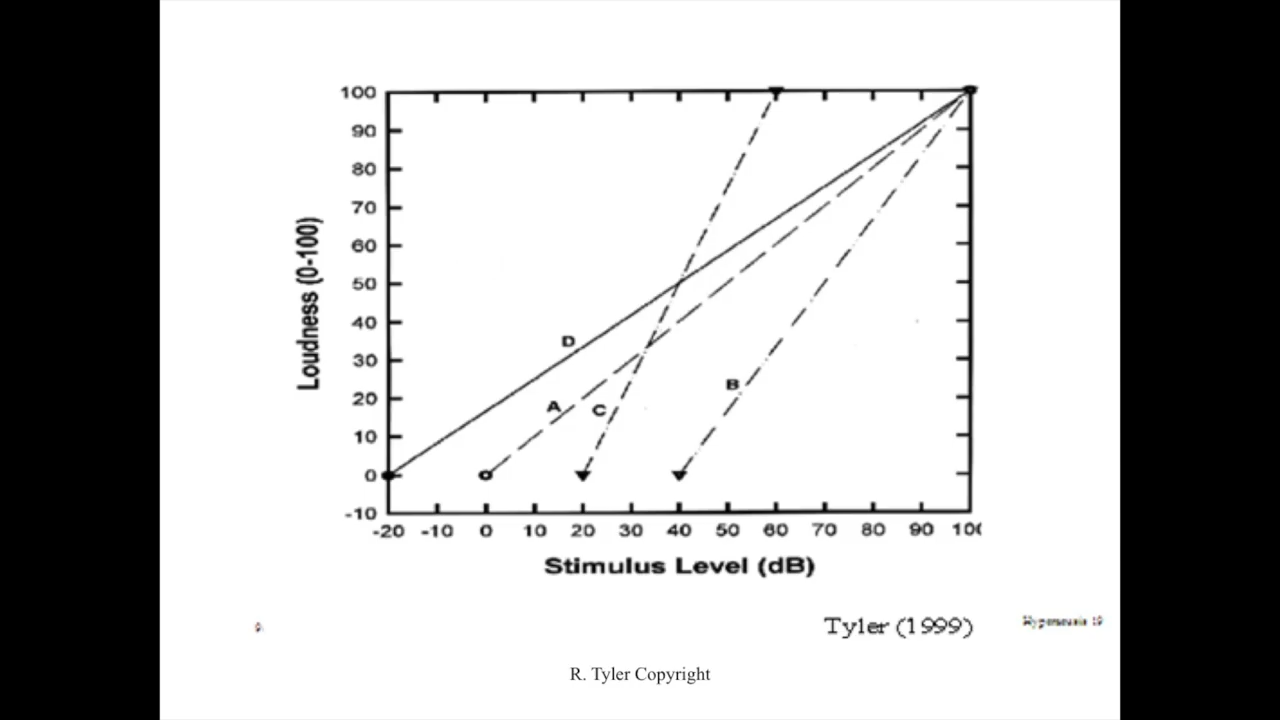 100
90
80
70
60
50
40
30
20
10
0
-10
Loudness (0-100)
D
A
C
B
-20 -10 0 10 20 30 40 50 60 70 80 90 100
Stimulus Level (dB)
Tyler (1999)
R. Tyler Copyright